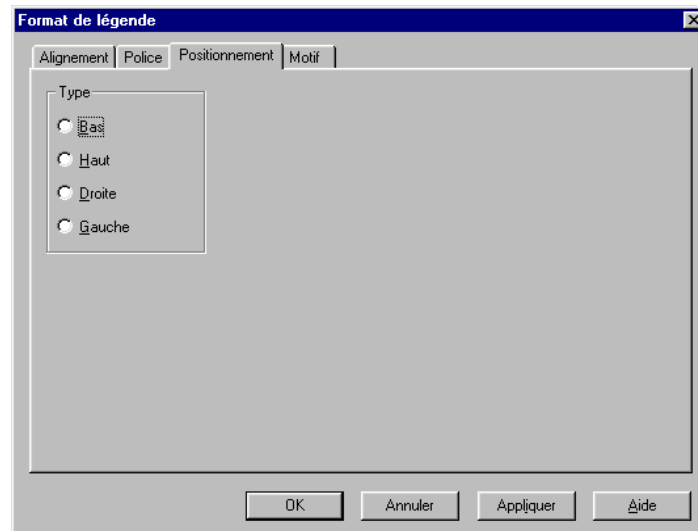 Format de légende
Alignement Police Positionnement Motif
Type
Bas
Haut
Droite
Gauche
OK Annuler Appliquer Aide